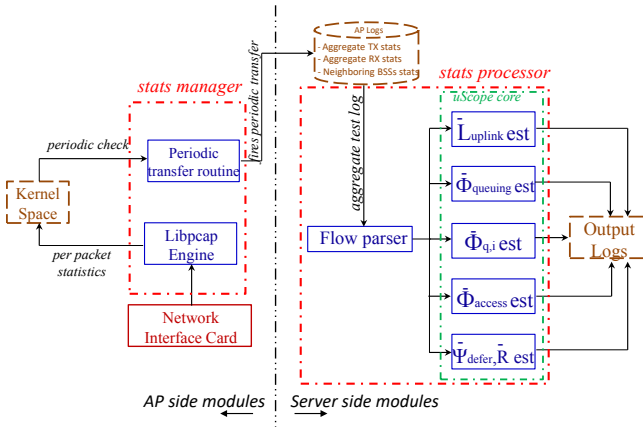 AP Logs
- Aggregate TX stats
- Aggregate RX stats
- Neighboring BSSs stats
stats manager
stats processor
uScope core
fires periodic transfer
aggregate test log
periodic check
Periodic
transfer routine
Kernel
Space
Libpcap
Engine
per packet
statistics
Network
Interface Card
Flow parser
L̄uplink est
Φ̄queuing est
Φ̄q,i est
Φ̄access est
Ψ̄defer,R̄ est
Output
Logs
AP side modules
Server side modules